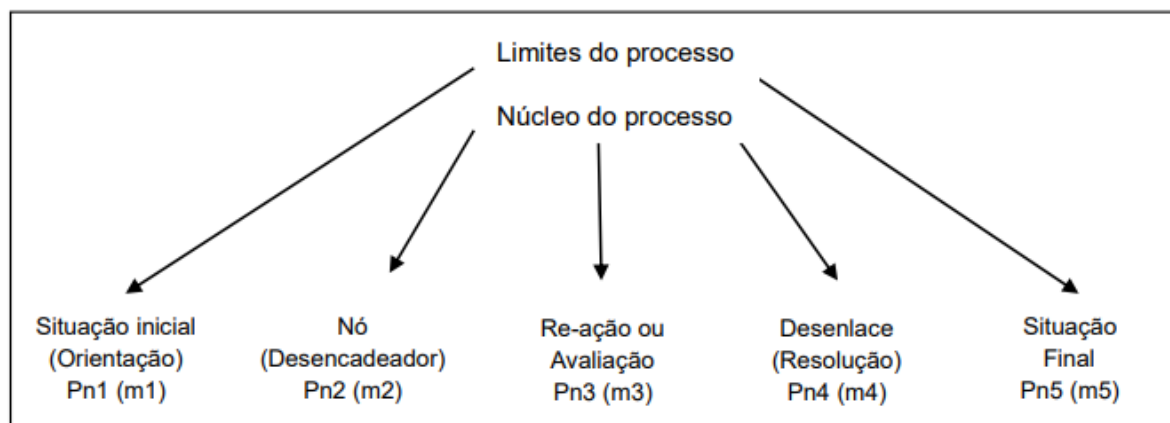 Limites do processo
Núcleo do processo
Situação inicial
(Orientação)
Pn1 (m1)
Nó
(Desencadeador)
Pn2 (m2)
Re-ação ou
Avaliação
Pn3 (m3)
Desenlace
(Resolução)
Pn4 (m4)
Situação
Final
Pn5 (m5)